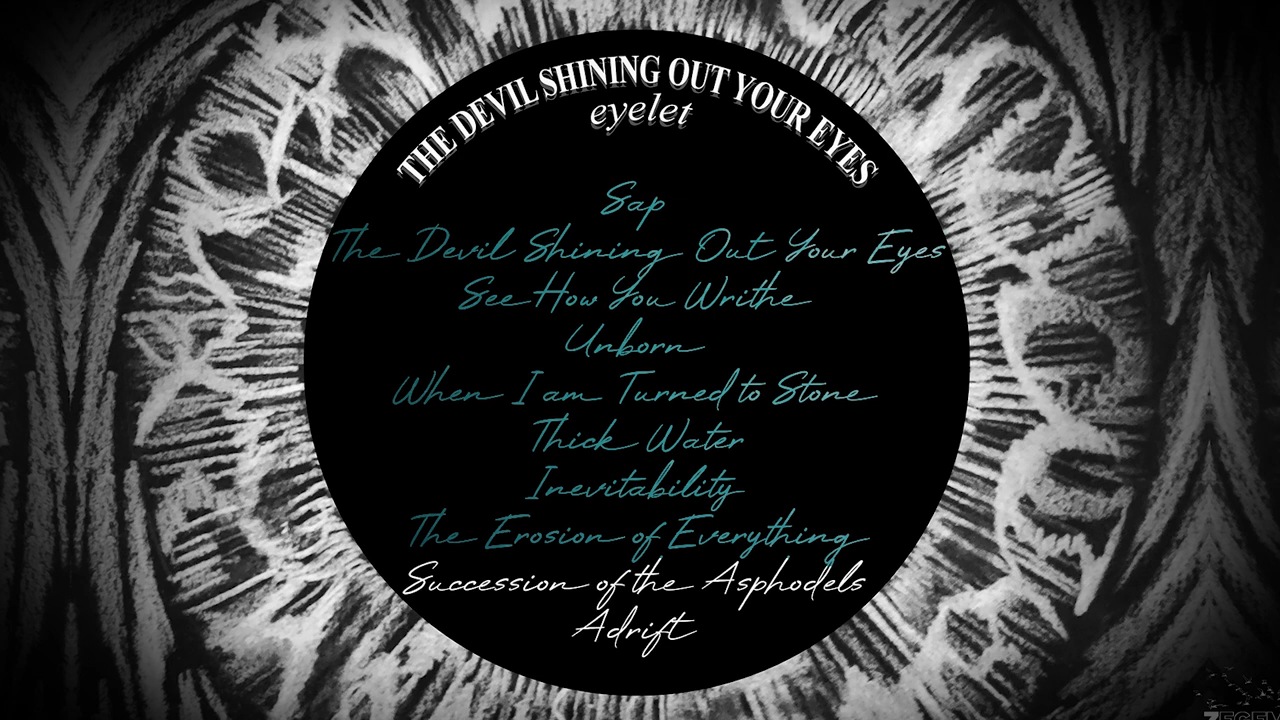 THE DEVIL SHINING OUT YOUR EYES
eyelet
Sap
The Devil Shining Out Your Eyes
See How You Writhe
Unborn
When I am Turned to Stone
Thick Water
Inevitability
The Erosion of Everything
Succession of the Asphodels
Adrift